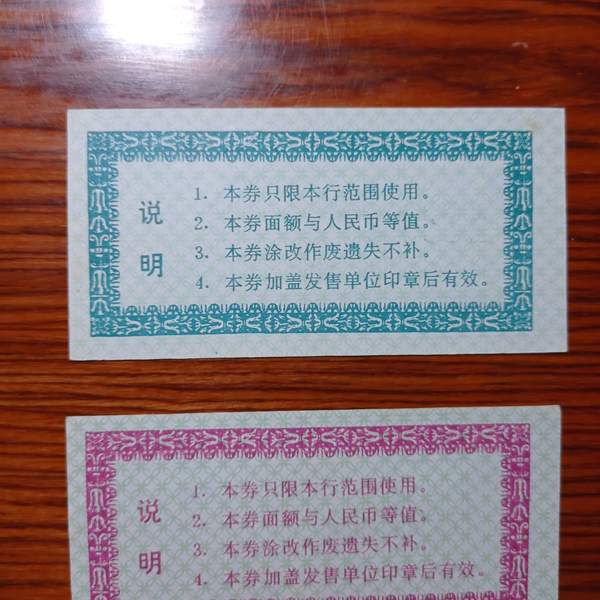 说明
1. 本券只限本行范围使用。
2. 本券面额与人民币等值。
3. 本券涂改作废遗失不补。
4. 本券加盖发售单位印章后有效。
说明
1. 本券只限本行范围使用。
2. 本券面额与人民币等值。
3. 本券涂改作废遗失不补。
4. 本券加盖发售单位印章后有效。